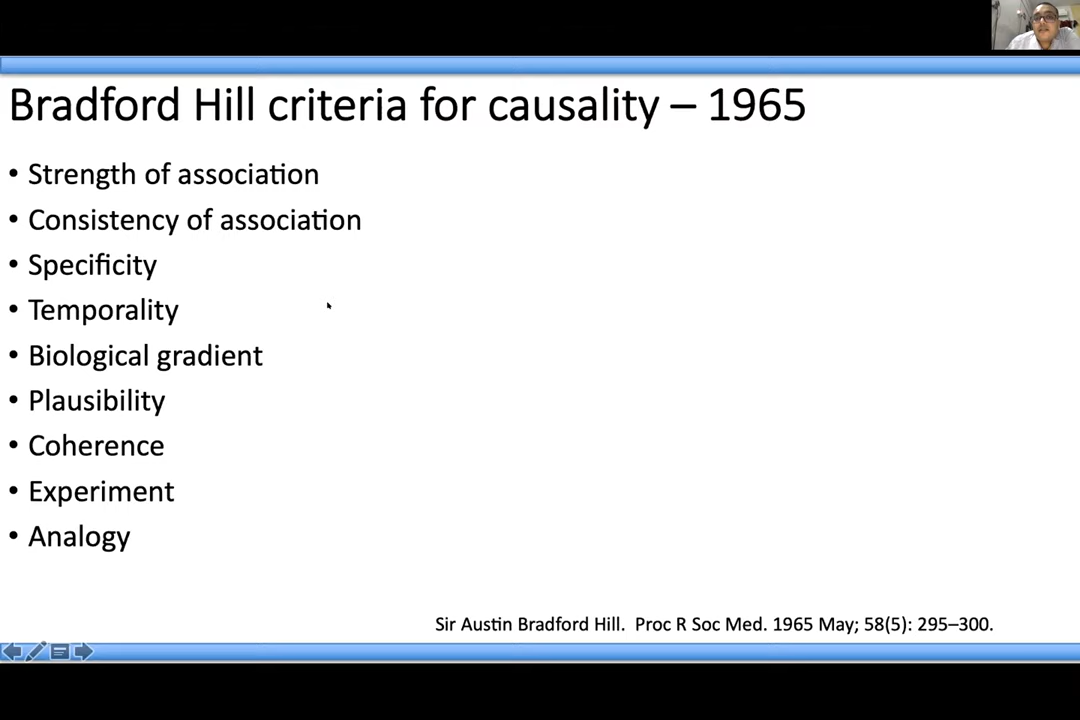 Bradford Hill criteria for causality – 1965
• Strength of association
• Consistency of association
• Specificity
• Temporality
• Biological gradient
• Plausibility
• Coherence
• Experiment
• Analogy
Sir Austin Bradford Hill.  Proc R Soc Med. 1965 May; 58(5): 295–300.